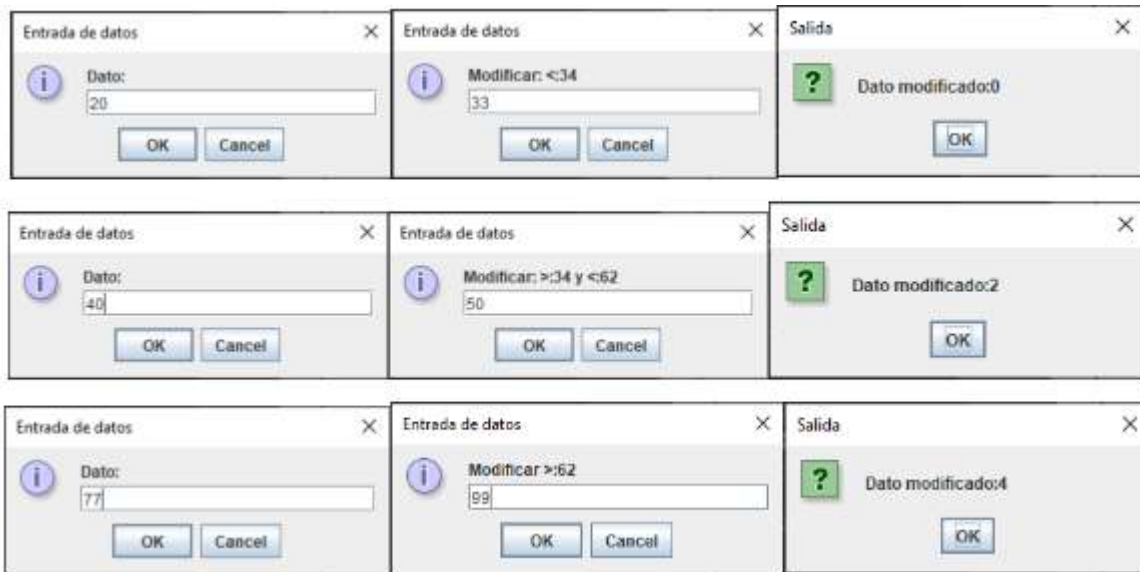 Entrada de datos
Dato:
20
OK Cancel
Entrada de datos
Modificar: <:34
33
OK Cancel
Salida
Dato modificado:0
OK
Entrada de datos
Dato:
40
OK Cancel
Entrada de datos
Modificar: >:34 y <:62
50
OK Cancel
Salida
Dato modificado:2
OK
Entrada de datos
Dato:
77
OK Cancel
Entrada de datos
Modificar >:62
99
OK Cancel
Salida
Dato modificado:4
OK